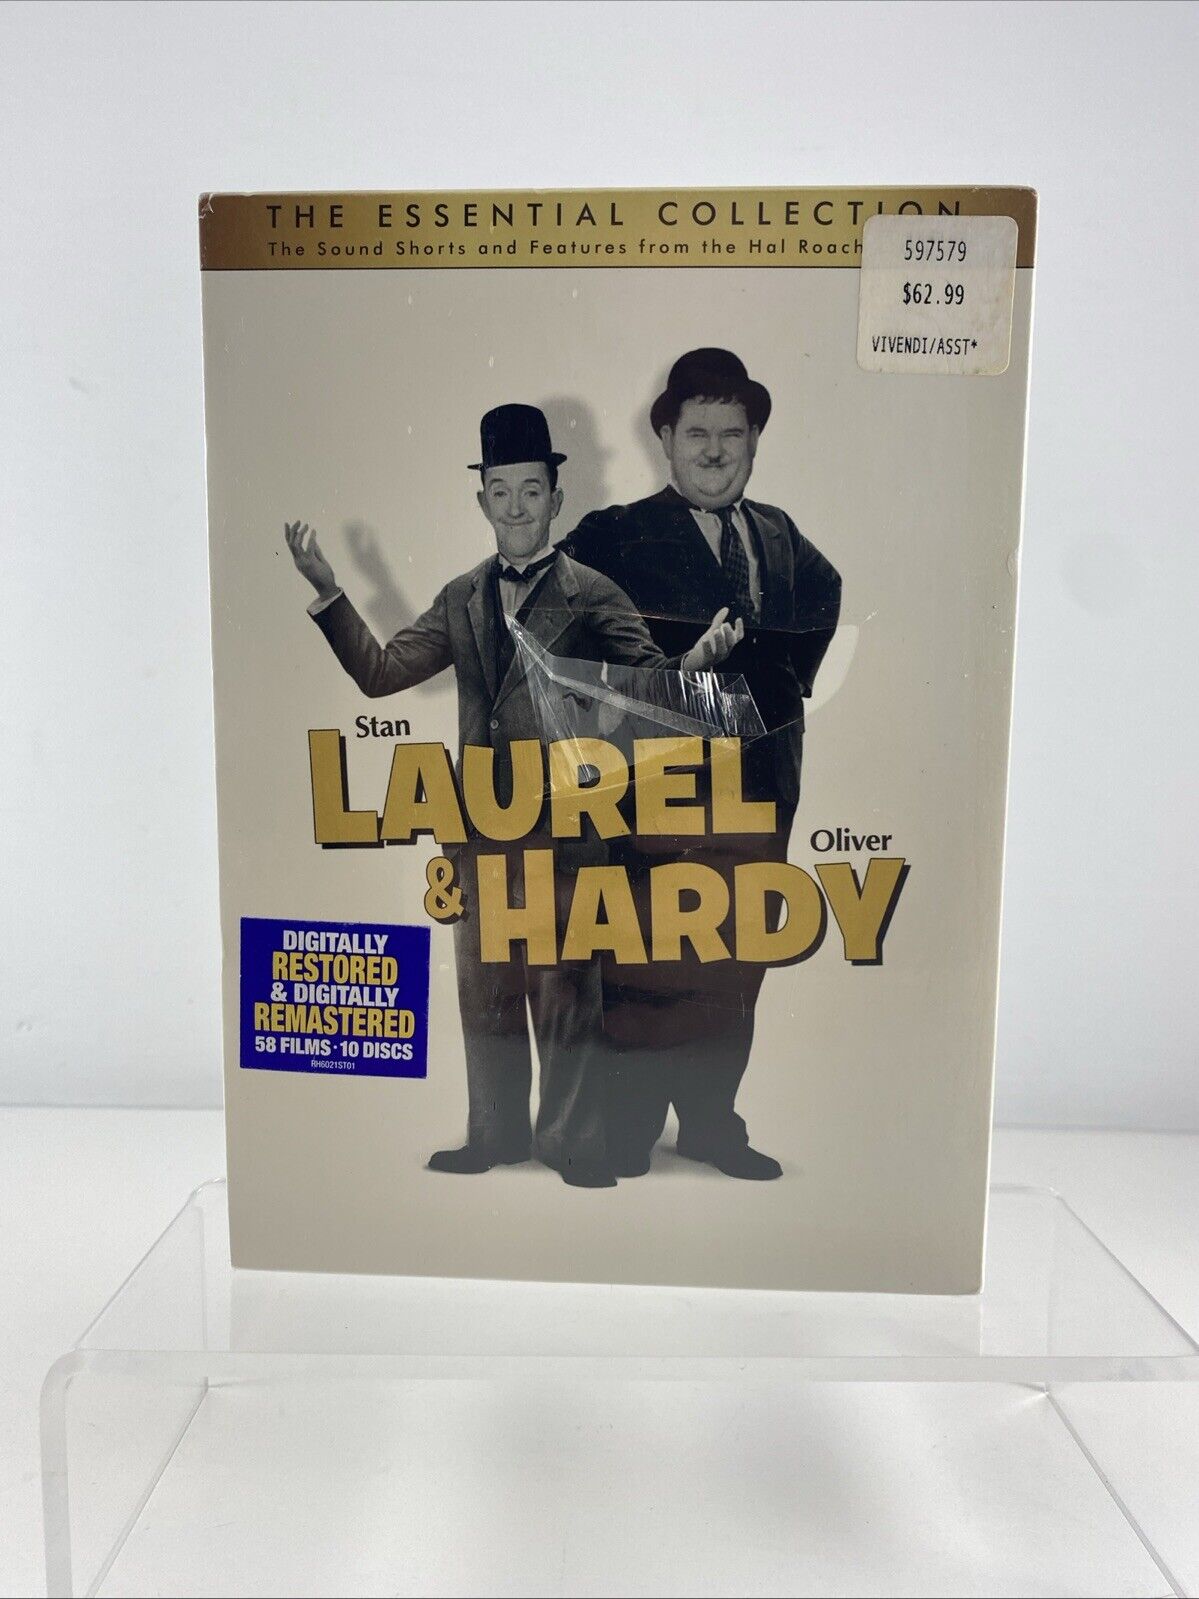 THE ESSENTIAL COLLECTION
The Sound Shorts and Features from the Hal Roach
597579
$62.99
VIVENDI/ASST*
Stan
LAUREL
Oliver
& HARDY
DIGITALLY
RESTORED
& DIGITALLY
REMASTERED
58 FILMS · 10 DISCS
RH6021ST01